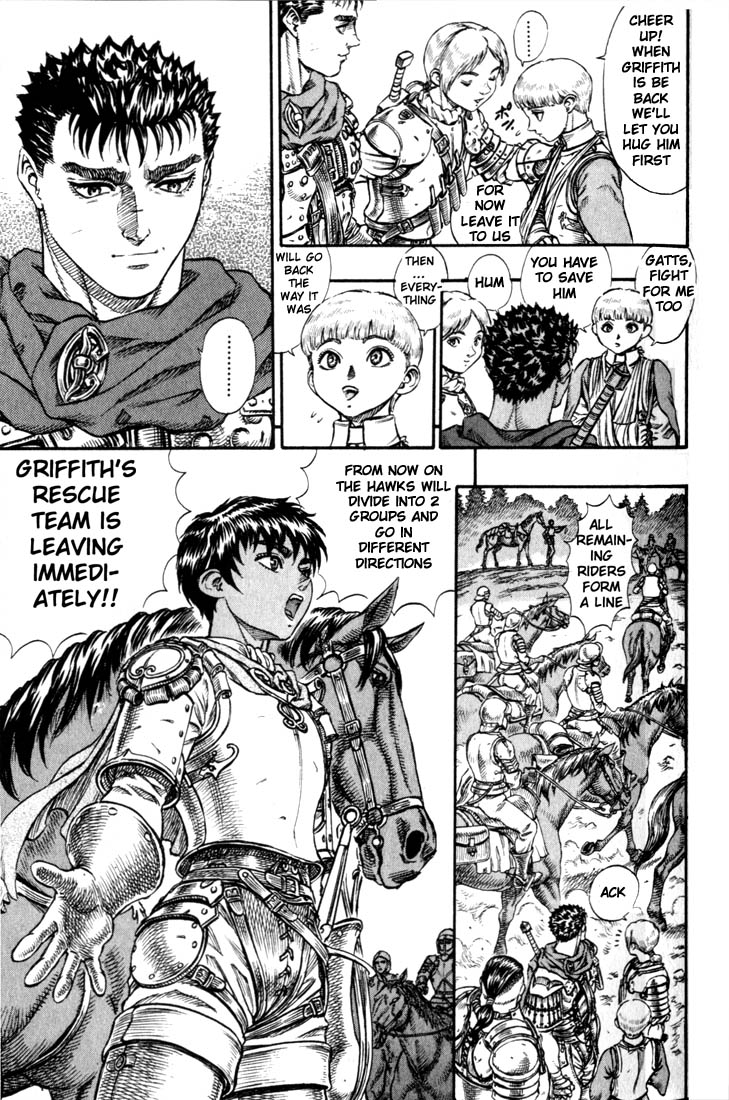 CHEER
UP!
WHEN
GRIFFITH
IS BE
BACK
WE'LL
LET YOU
HUG HIM
FIRST
FOR
NOW
LEAVE IT
TO US
GATTS,
FIGHT
FOR ME
TOO
YOU HAVE
TO SAVE
HIM
HUM
THEN
...
EVERY-
THING
WILL GO
BACK
THE WAY
IT WAS
ALL
REMAIN-
ING
RIDERS
FORM
A LINE
ACK
FROM NOW ON
THE HAWKS WILL
DIVIDE INTO 2
GROUPS AND
GO IN
DIFFERENT
DIRECTIONS
GRIFFITH'S
RESCUE
TEAM IS
LEAVING
IMMEDI-
ATELY!!